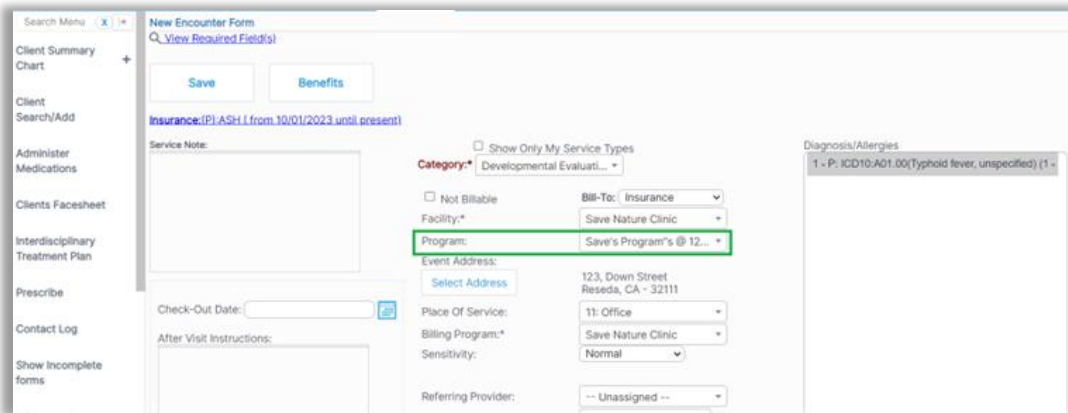 Search Menu X
Client Summary
Chart +
Client
Search/Add
Administer
Medications
Clients Facesheet
Interdisciplinary
Treatment Plan
Prescribe
Contact Log
Show Incomplete
forms
New Encounter Form
View Required Field(s)
Save Benefits
Insurance:(P):ASH ( from 10/01/2023 until present)
Service Note:
Show Only My Service Types
Category:* Developmental Evaluati...
Not Billable Bill-To: Insurance
Facility:* Save Nature Clinic
Program: Save's Program"s @ 12...
Event Address:
Select Address
123, Down Street
Reseda, CA - 32111
Place Of Service: 11: Office
Billing Program:* Save Nature Clinic
Sensitivity: Normal
Referring Provider: -- Unassigned --
Check-Out Date:
After Visit Instructions:
Diagnosis/Allergies
1 - P: ICD10:A01.00(Typhoid fever, unspecified) (1 -